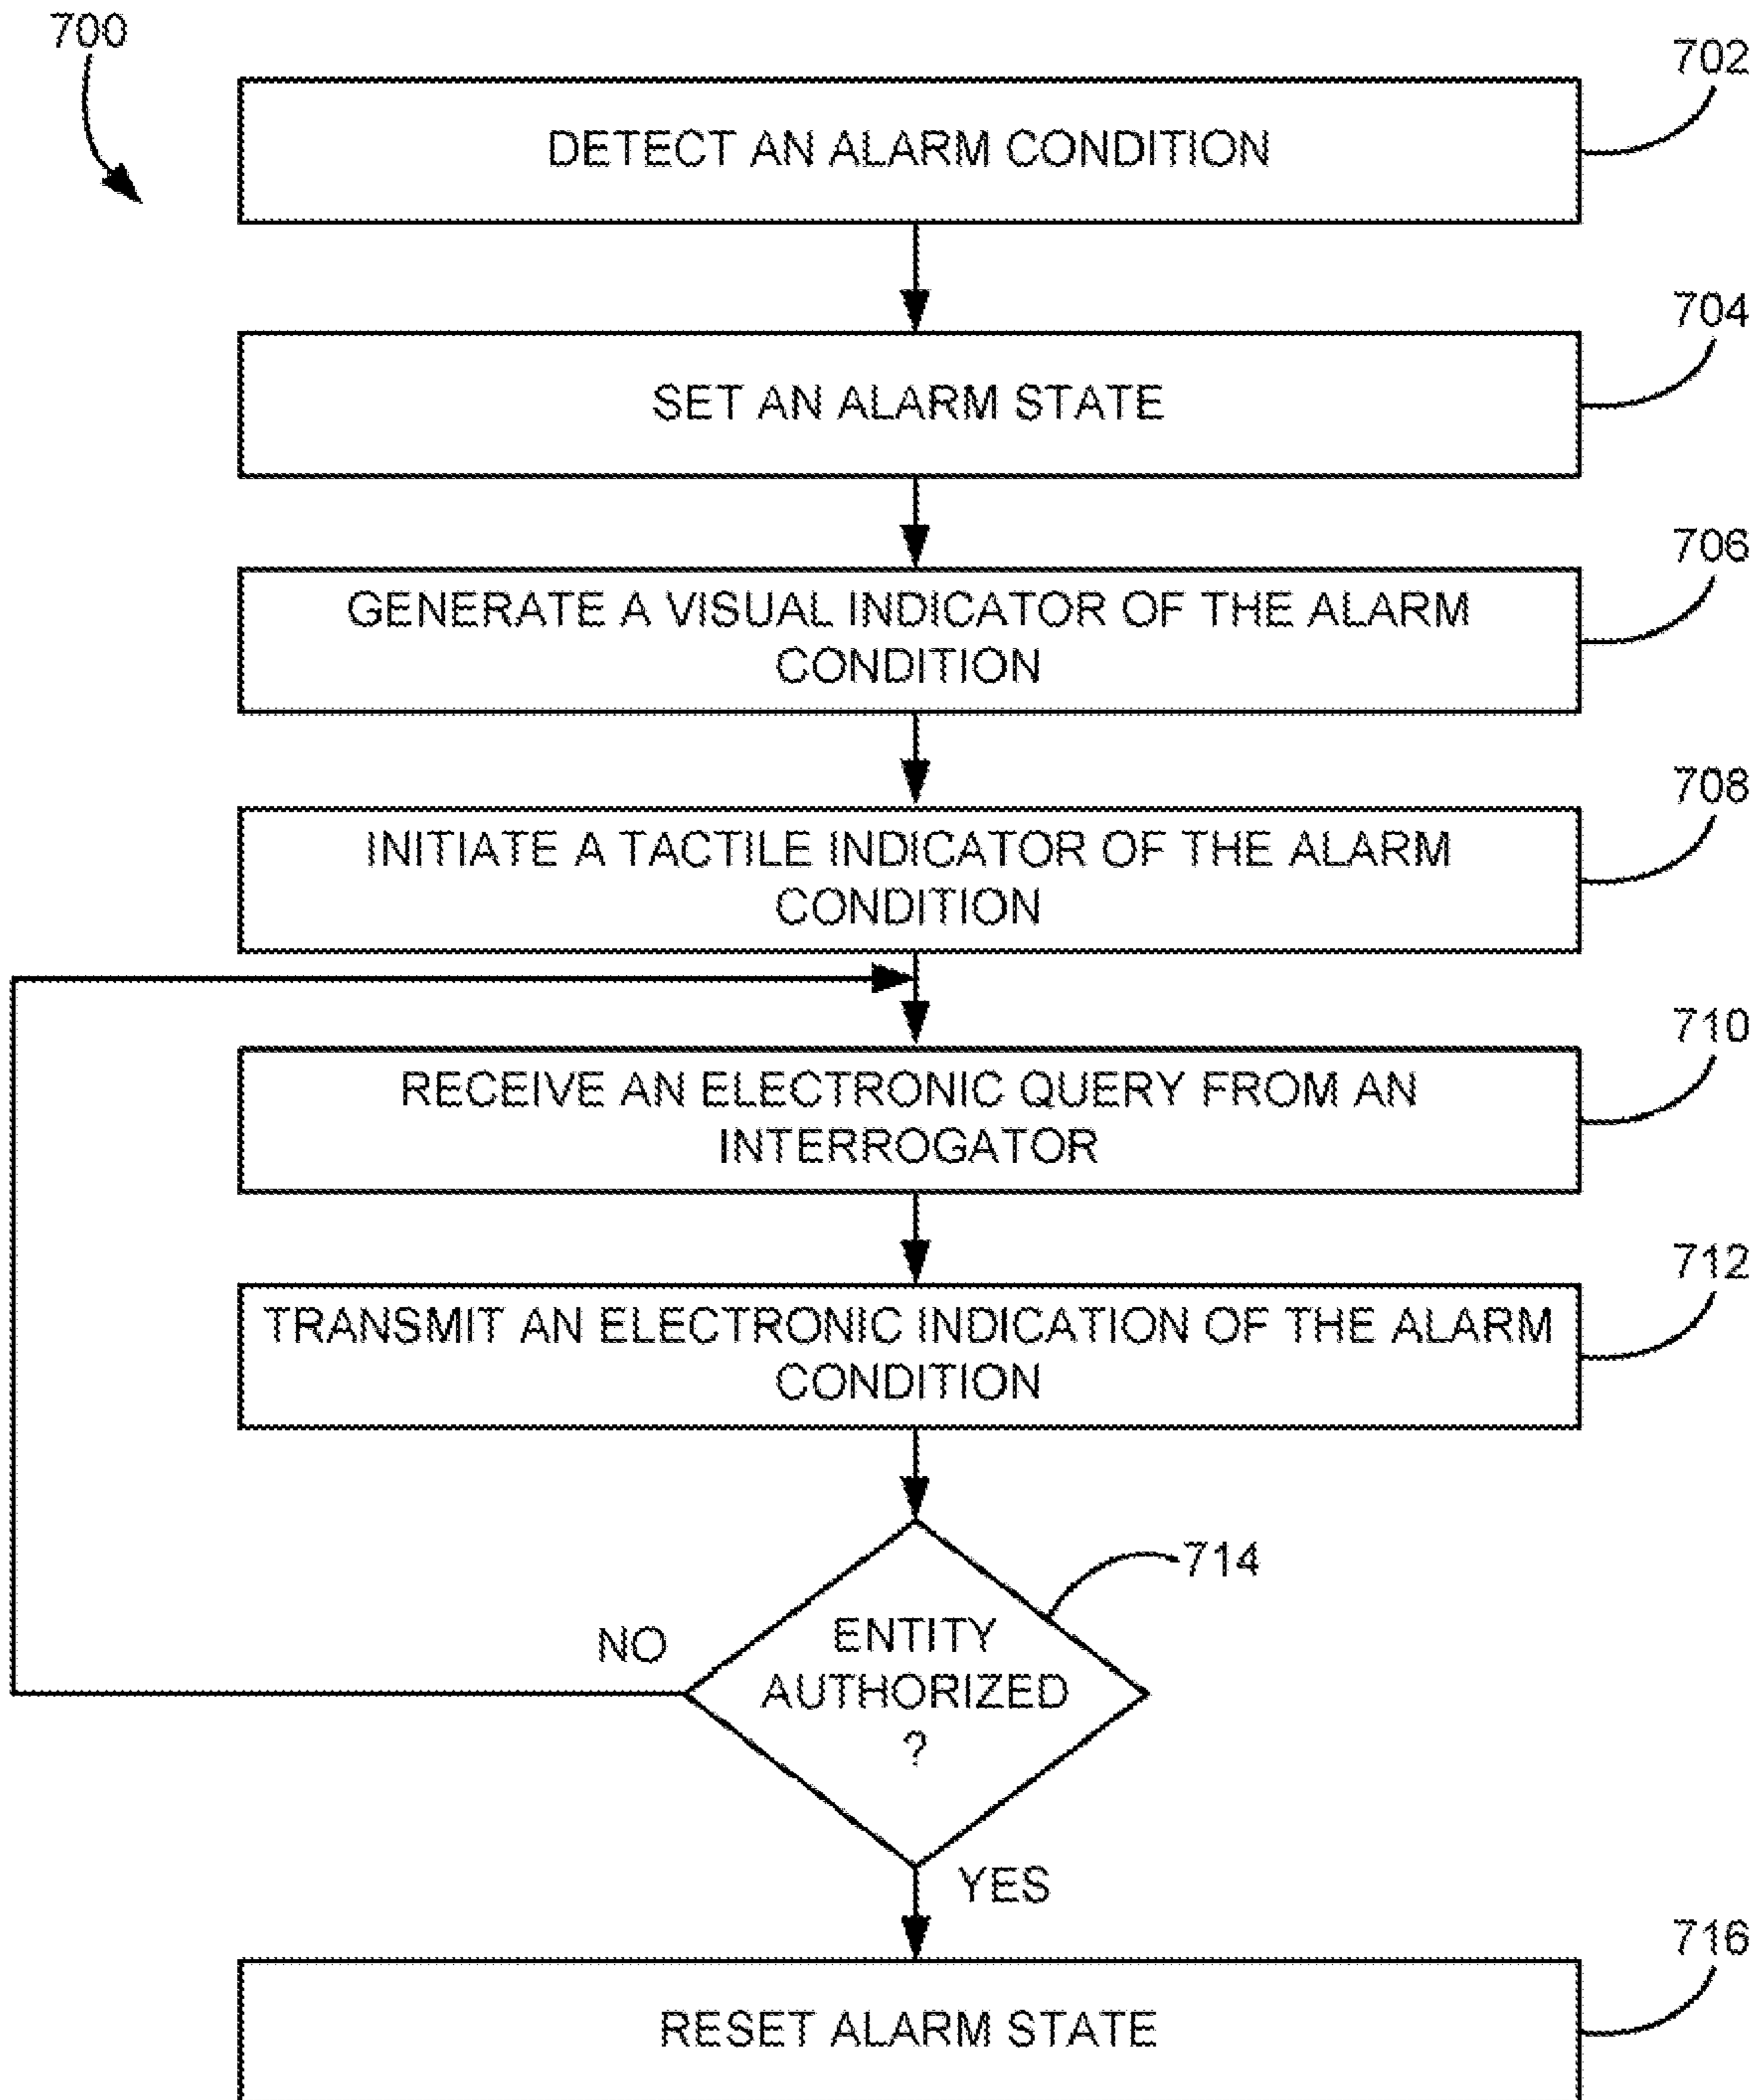 700
702
DETECT AN ALARM CONDITION
704
SET AN ALARM STATE
706
GENERATE A VISUAL INDICATOR OF THE ALARM
CONDITION
708
INITIATE A TACTILE INDICATOR OF THE ALARM
CONDITION
710
RECEIVE AN ELECTRONIC QUERY FROM AN
INTERROGATOR
712
TRANSMIT AN ELECTRONIC INDICATION OF THE ALARM
CONDITION
714
ENTITY
AUTHORIZED
?
NO
YES
716
RESET ALARM STATE